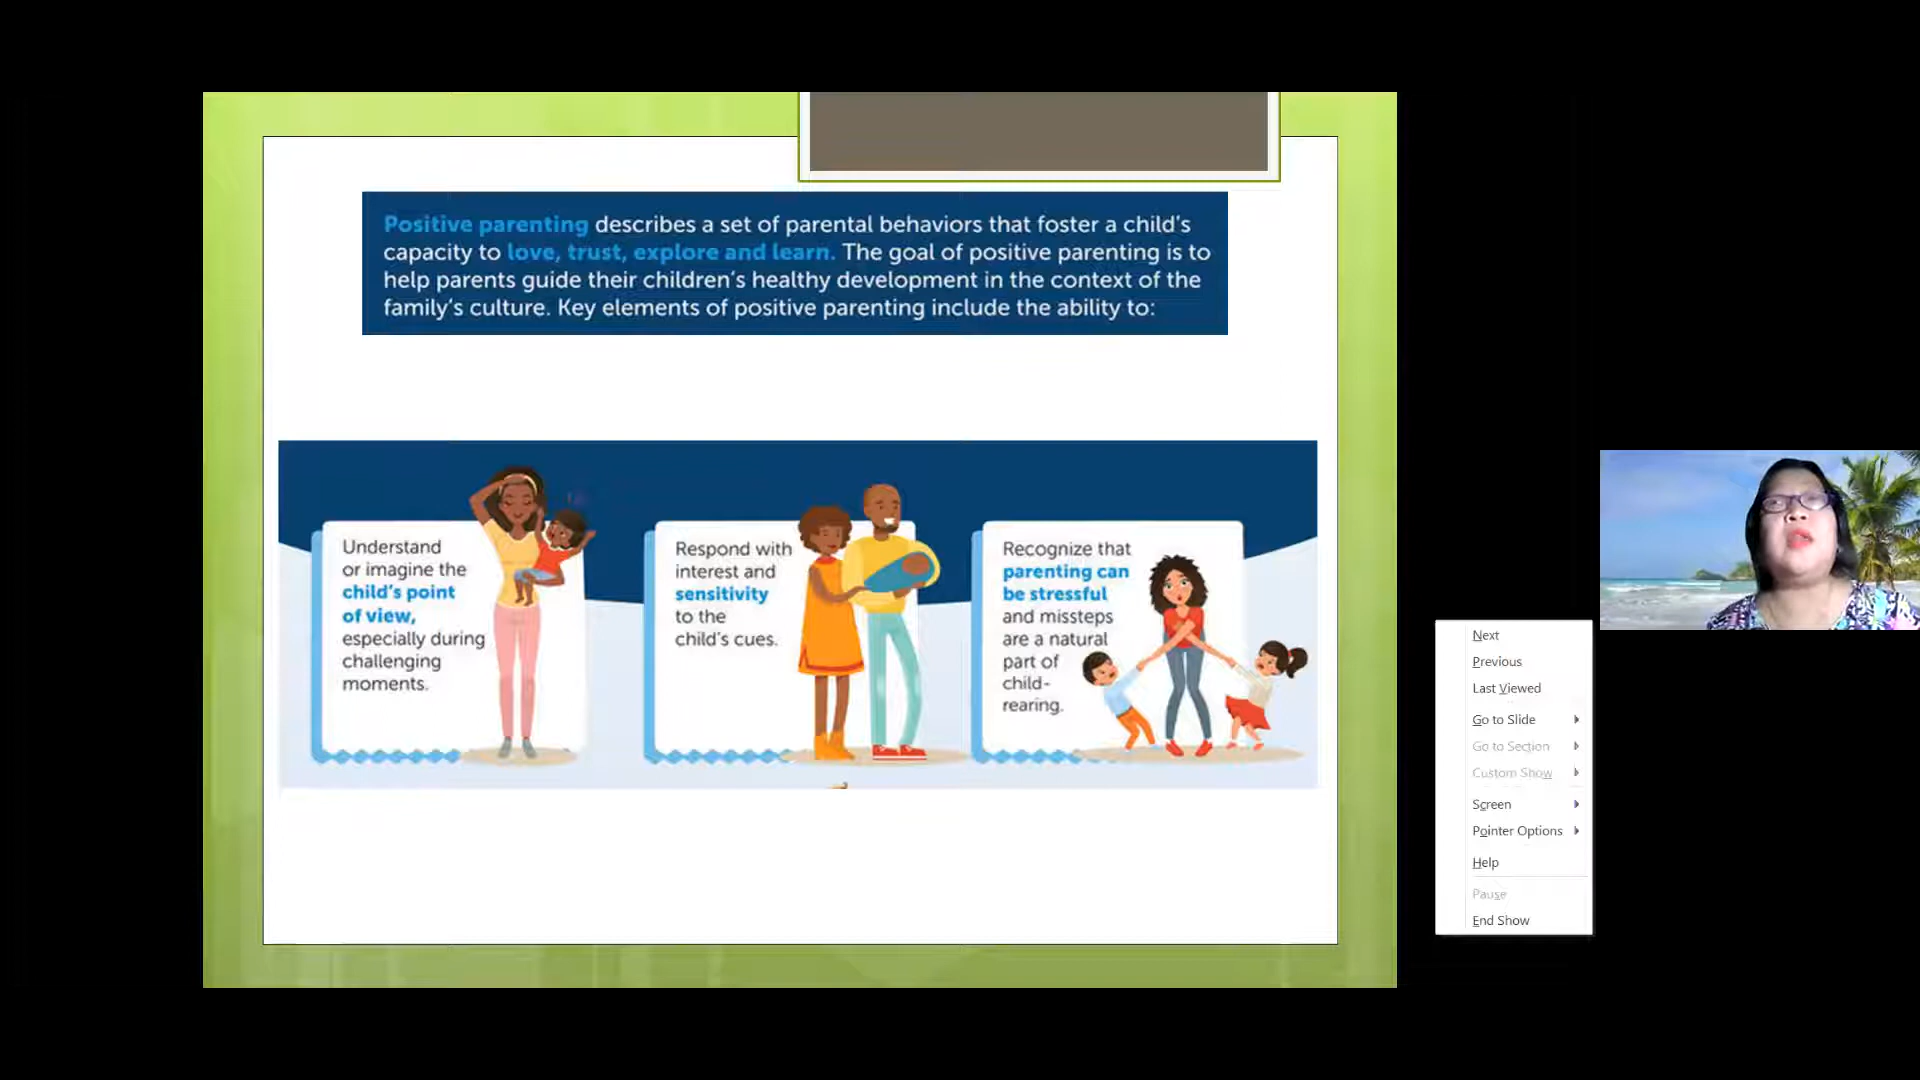 Positive parenting describes a set of parental behaviors that foster a child's
capacity to love, trust, explore and learn. The goal of positive parenting is to
help parents guide their children's healthy development in the context of the
family's culture. Key elements of positive parenting include the ability to:
Understand
or imagine the
child's point
of view,
especially during
challenging
moments.
Respond with
interest and
sensitivity
to the
child's cues.
Recognize that
parenting can
be stressful
and missteps
are a natural
part of
child-
rearing.
Next
Previous
Last Viewed
Go to Slide
Go to Section
Custom Show
Screen
Pointer Options
Help
Pause
End Show